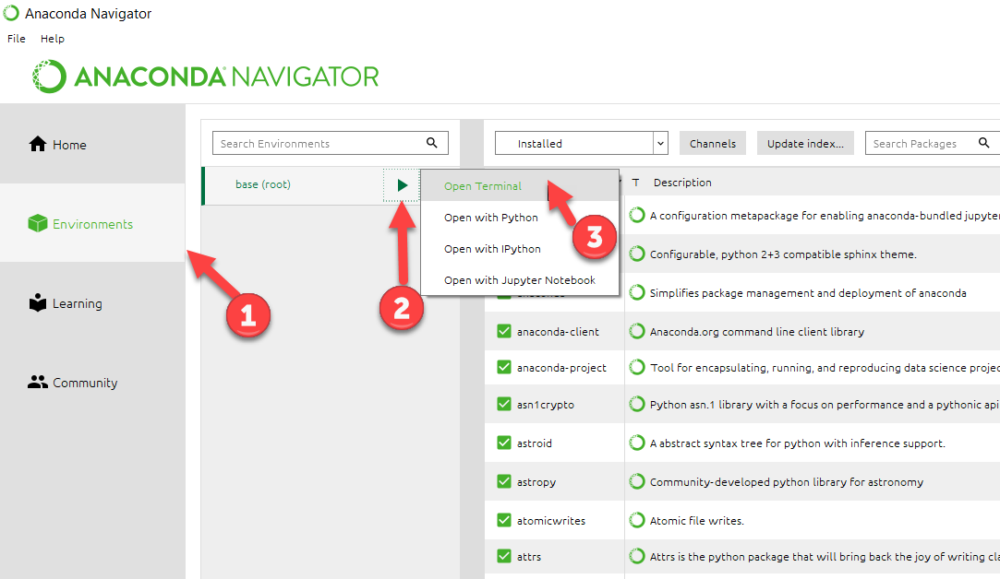 Anaconda Navigator
File Help
ANACONDA NAVIGATOR
Home
Environments
Learning
Community
Search Environments
base (root)
Open Terminal
Open with Python
Open with IPython
Open with Jupyter Notebook
1
2
3
Installed
Channels
Update index...
Search Packages
T Description
A configuration metapackage for enabling anaconda-bundled jupyter
Configurable, python 2+3 compatible sphinx theme.
Simplifies package management and deployment of anaconda
anaconda-client Anaconda.org command line client library
anaconda-project Tool for encapsulating, running, and reproducing data science projec
asn1crypto Python asn.1 library with a focus on performance and a pythonic api
astroid A abstract syntax tree for python with inference support.
astropy Community-developed python library for astronomy
atomicwrites Atomic file writes.
attrs Attrs is the python package that will bring back the joy of writing cla